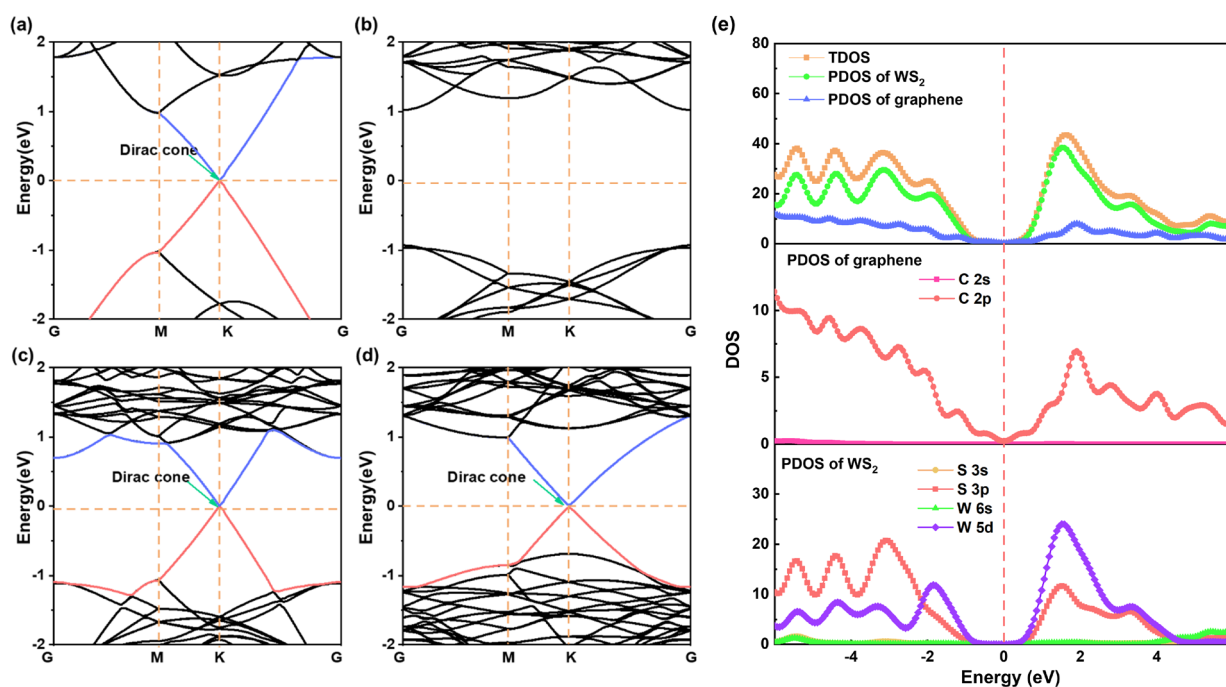 (a)
2
1
0
-1
-2
Energy(eV)
Dirac cone
G M K G
(b)
2
1
0
-1
-2
Energy(eV)
G M K G
(c)
2
1
0
-1
-2
Energy(eV)
Dirac cone
G M K G
(d)
2
1
0
-1
-2
Energy(eV)
Dirac cone
G M K G
(e)
80
60
40
20
0
TDOS
PDOS of WS₂
PDOS of graphene
PDOS of graphene
10
5
0
C 2s
C 2p
DOS
PDOS of WS₂
30
20
10
0
S 3s
S 3p
W 6s
W 5d
-4 -2 0 2 4
Energy (eV)